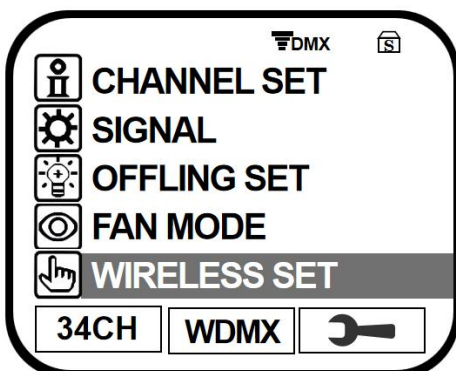 DMX S
CHANNEL SET
SIGNAL
OFFLING SET
FAN MODE
WIRELESS SET
34CH WDMX